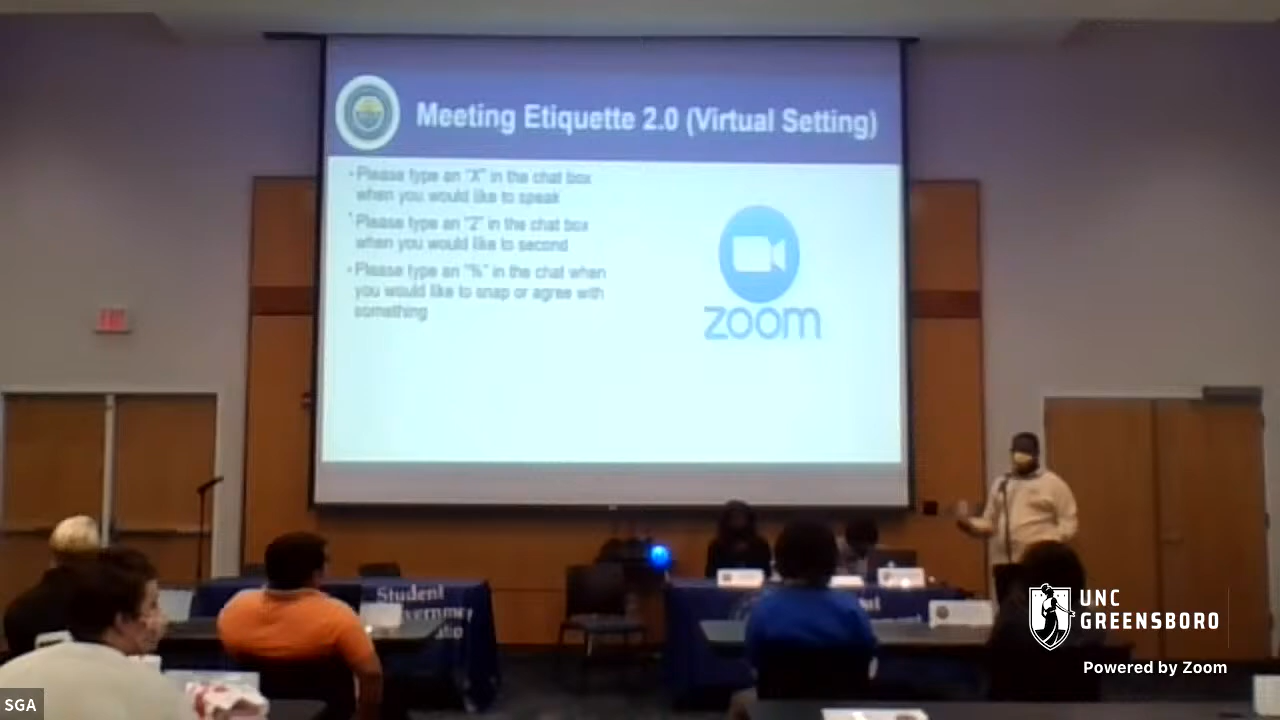 Meeting Etiquette 2.0 (Virtual Setting)
• Please type an "X" in the chat box
when you would like to speak
• Please type an "2" in the chat box
when you would like to second
• Please type an "%" in the chat when
you would like to snap or agree with
something
zoom
Student
UNC
GREENSBORO
Powered by Zoom
SGA